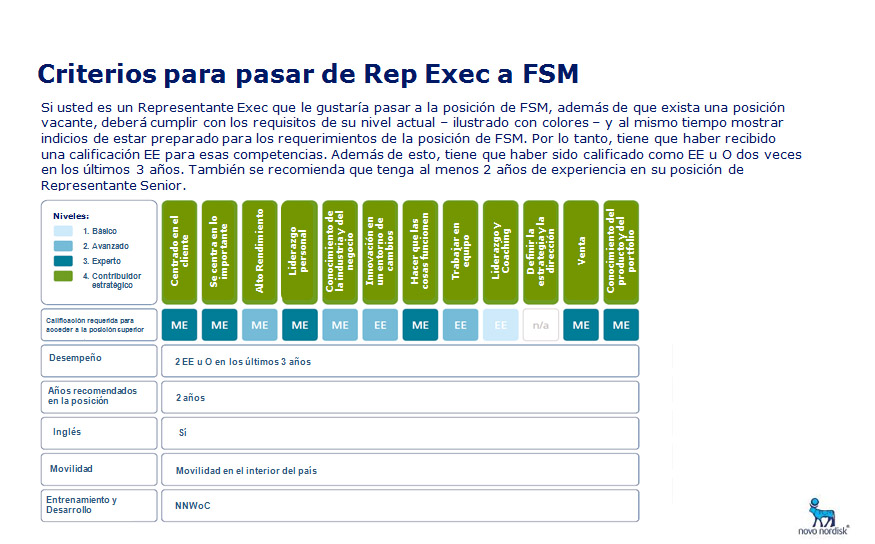 Criterios para pasar de Rep Exec a FSM
Si usted es un Representante Exec que le gustaría pasar a la posición de FSM, además de que exista una posición
vacante, deberá cumplir con los requisitos de su nivel actual – ilustrado con colores – y al mismo tiempo mostrar
indicios de estar preparado para los requerimientos de la posición de FSM. Por lo tanto, tiene que haber recibido
una calificación EE para esas competencias. Además de esto, tiene que haber sido calificado como EE u O dos veces
en los últimos 3 años. También se recomienda que tenga al menos 2 años de experiencia en su posición de
Representante Senior.
Niveles:
1. Básico
2. Avanzado
3. Experto
4. Contribuidor
estratégico
Centrado en el
cliente
Se centra en lo
importante
Alto Rendimiento
Liderazgo
personal
Conocimiento de
la industria y del
negocio
Innovación en
un entorno de
cambios
Hacer que las
cosas funcionen
Trabajar en
equipo
Liderazgo y
Coaching
Definir la
estrategia y la
dirección
Venta
Conocimiento del
producto y del
portfolio
Calificación requerida para
acceder a la posición superior
ME ME ME ME ME EE ME EE EE n/a ME ME
Desempeño
2 EE u O en los últimos 3 años
Años recomendados
en la posición
2 años
Inglés
Sí
Movilidad
Movilidad en el interior del país
Entrenamiento y
Desarrollo
NNWoC
novo nordisk®